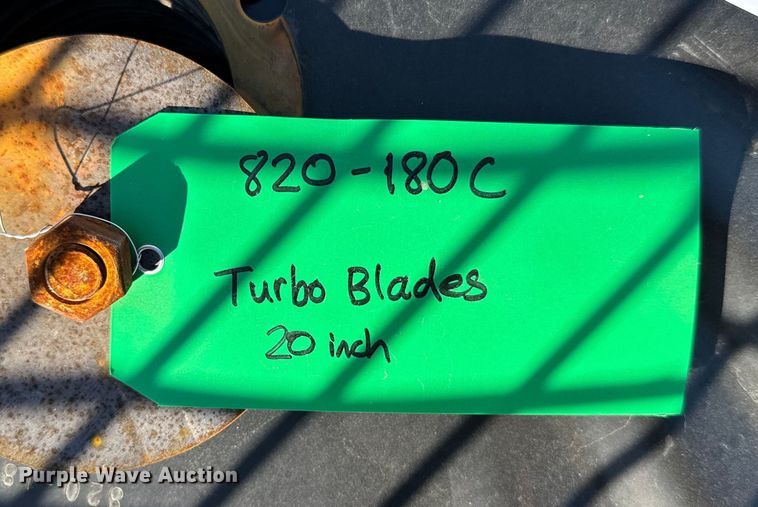 820-180C
Turbo Blades
20 inch
Purple Wave Auction